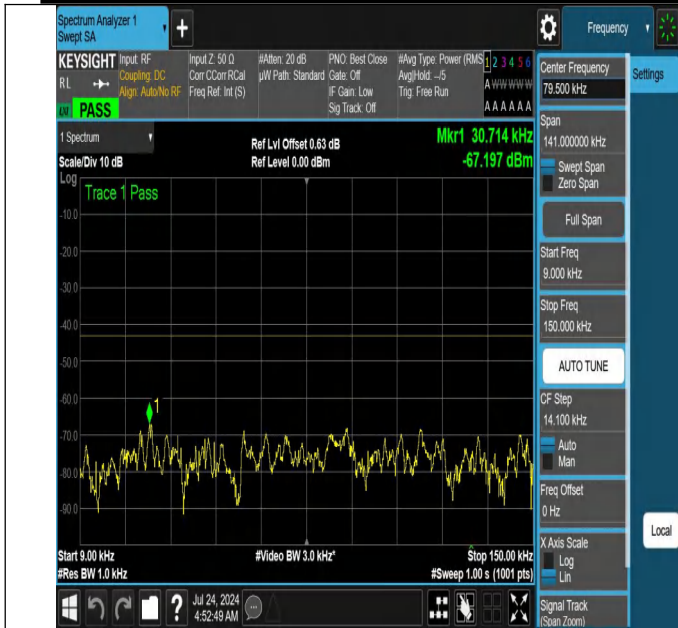 Spectrum Analyzer 1
Swept SA
+
Frequency
KEYSIGHT
RL
LXI
PASS
Input: RF
Coupling: DC
Align: Auto/No RF
Input Z: 50 Ω
Corr CCorr RCal
Freq Ref: Int (S)
#Atten: 20 dB
µW Path: Standard
PNO: Best Close
Gate: Off
IF Gain: Low
Sig Track: Off
#Avg Type: Power (RMS
Avg|Hold: --/5
Trig: Free Run
1 2 3 4 5 6
A W W W W W
A A A A A A
1 Spectrum
Scale/Div 10 dB
Ref Lvl Offset 0.63 dB
Ref Level 0.00 dBm
Mkr1 30.714 kHz
-67.197 dBm
Log
Trace 1 Pass
-10.0
-20.0
-30.0
-40.0
-50.0
-60.0
-70.0
-80.0
-90.0
1
Start 9.00 kHz
#Video BW 3.0 kHz*
Stop 150.00 kHz
#Res BW 1.0 kHz
#Sweep 1.00 s (1001 pts)
?
Jul 24, 2024
4:52:49 AM
Center Frequency
79.500 kHz
Settings
Span
141.000000 kHz
Swept Span
Zero Span
Full Span
Start Freq
9.000 kHz
Stop Freq
150.000 kHz
AUTO TUNE
CF Step
14.100 kHz
Auto
Man
Freq Offset
0 Hz
X Axis Scale
Log
Lin
Local
Signal Track
(Span Zoom)